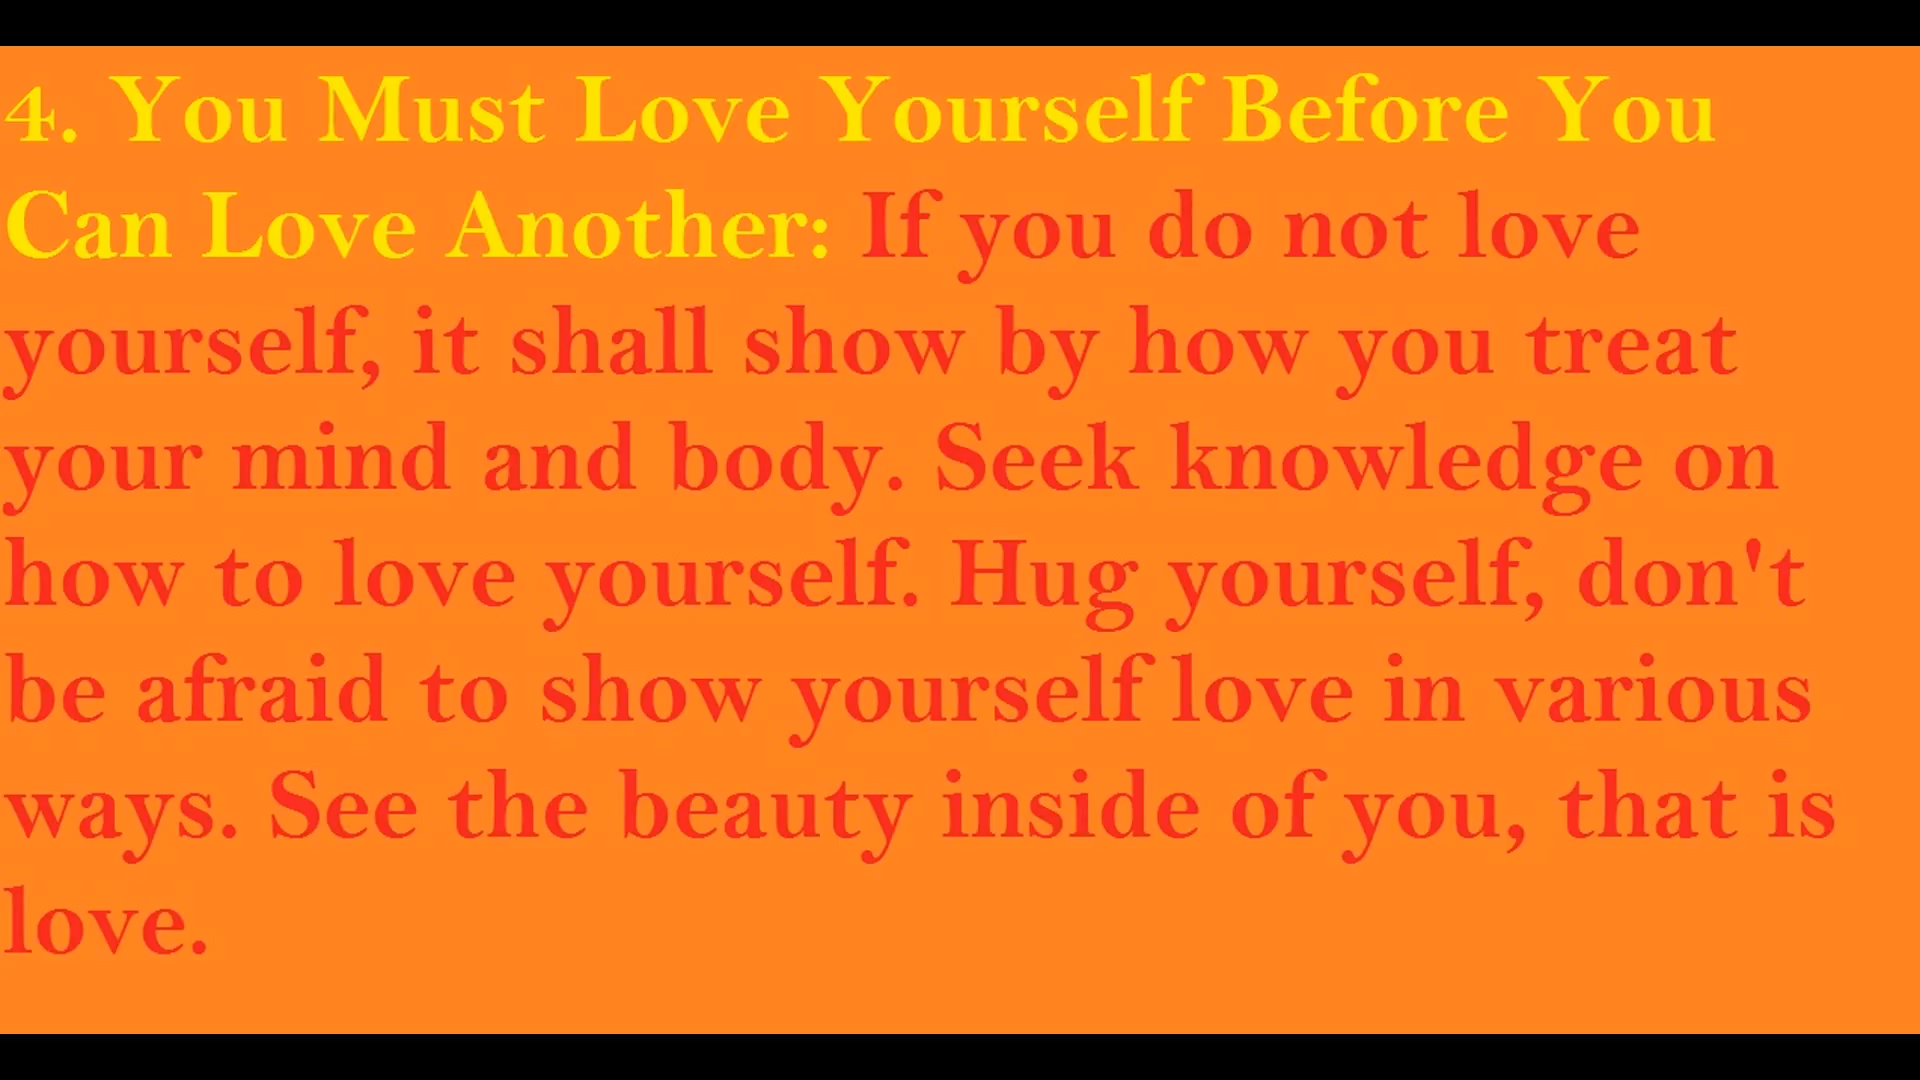 4. You Must Love Yourself Before You
Can Love Another: If you do not love
yourself, it shall show by how you treat
your mind and body. Seek knowledge on
how to love yourself. Hug yourself, don't
be afraid to show yourself love in various
ways. See the beauty inside of you, that is
love.